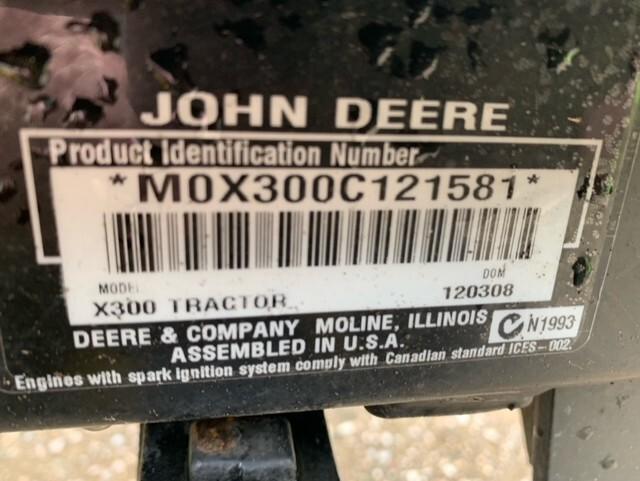 JOHN DEERE
Product Identification Number
*M0X300C121581*
MODEL DOM
X300 TRACTOR 120308
DEERE & COMPANY MOLINE, ILLINOIS
ASSEMBLED IN U.S.A. N1993
Engines with spark ignition system comply with Canadian standard ICES-002.